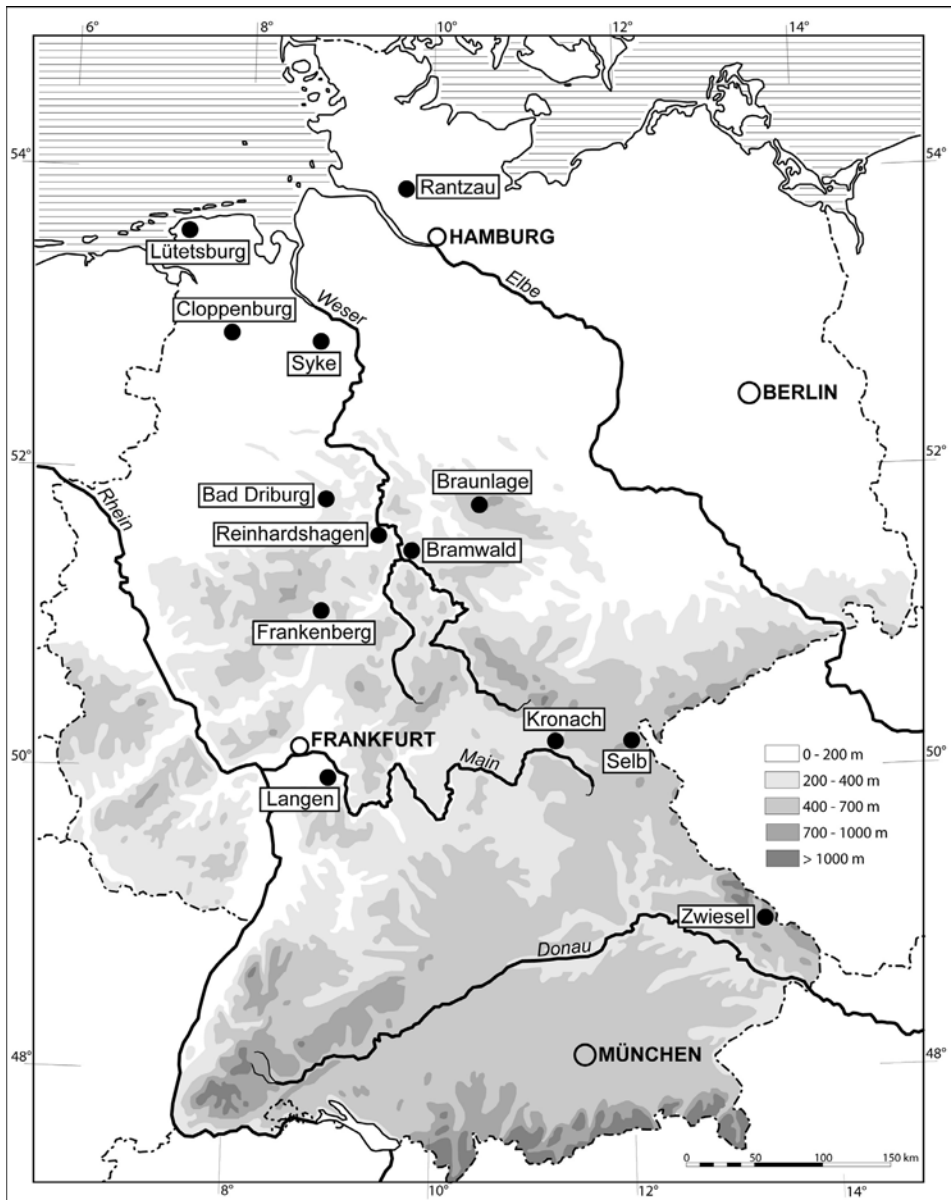 6°
8°
10°
12°
14°
54°
54°
Rantzau
HAMBURG
Lütetsburg
Elbe
Weser
Cloppenburg
Syke
BERLIN
52°
52°
Rhein
Bad Driburg
Braunlage
Reinhardshagen
Bramwald
Frankenberg
Kronach
FRANKFURT
Selb
Main
50°
50°
Langen
0 - 200 m
200 - 400 m
400 - 700 m
700 - 1000 m
> 1000 m
Zwiesel
Donau
MÜNCHEN
48°
48°
0 50 100 150 km
8°
10°
12°
14°